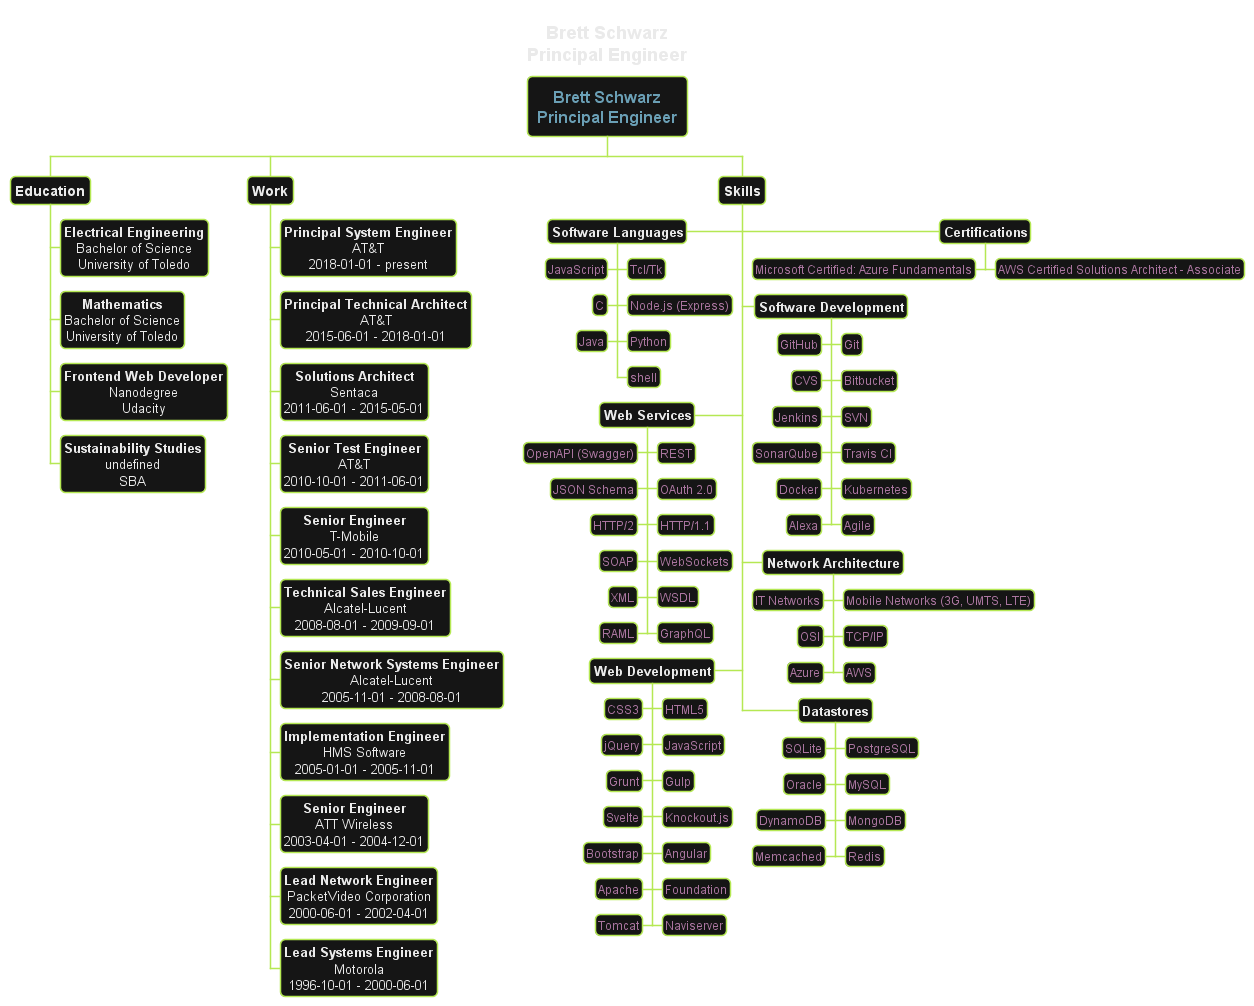 Brett Schwarz
Principal Engineer
Brett Schwarz
Principal Engineer
Education
Electrical Engineering
Bachelor of Science
University of Toledo
Mathematics
Bachelor of Science
University of Toledo
Frontend Web Developer
Nanodegree
Udacity
Sustainability Studies
undefined
SBA
Work
Principal System Engineer
AT&T
2018-01-01 - present
Principal Technical Architect
AT&T
2015-06-01 - 2018-01-01
Solutions Architect
Sentaca
2011-06-01 - 2015-05-01
Senior Test Engineer
AT&T
2010-10-01 - 2011-06-01
Senior Engineer
T-Mobile
2010-05-01 - 2010-10-01
Technical Sales Engineer
Alcatel-Lucent
2008-08-01 - 2009-09-01
Senior Network Systems Engineer
Alcatel-Lucent
2005-11-01 - 2008-08-01
Implementation Engineer
HMS Software
2005-01-01 - 2005-11-01
Senior Engineer
ATT Wireless
2003-04-01 - 2004-12-01
Lead Network Engineer
PacketVideo Corporation
2000-06-01 - 2002-04-01
Lead Systems Engineer
Motorola
1996-10-01 - 2000-06-01
Skills
Software Languages
JavaScript
Tcl/Tk
C
Node.js (Express)
Java
Python
shell
Web Services
OpenAPI (Swagger)
REST
JSON Schema
OAuth 2.0
HTTP/2
HTTP/1.1
SOAP
WebSockets
XML
WSDL
RAML
GraphQL
Web Development
CSS3
HTML5
jQuery
JavaScript
Grunt
Gulp
Svelte
Knockout.js
Bootstrap
Angular
Apache
Foundation
Tomcat
Naviserver
Certifications
Microsoft Certified: Azure Fundamentals
AWS Certified Solutions Architect - Associate
Software Development
GitHub
Git
CVS
Bitbucket
Jenkins
SVN
SonarQube
Travis CI
Docker
Kubernetes
Alexa
Agile
Network Architecture
IT Networks
Mobile Networks (3G, UMTS, LTE)
OSI
TCP/IP
Azure
AWS
Datastores
SQLite
PostgreSQL
Oracle
MySQL
DynamoDB
MongoDB
Memcached
Redis